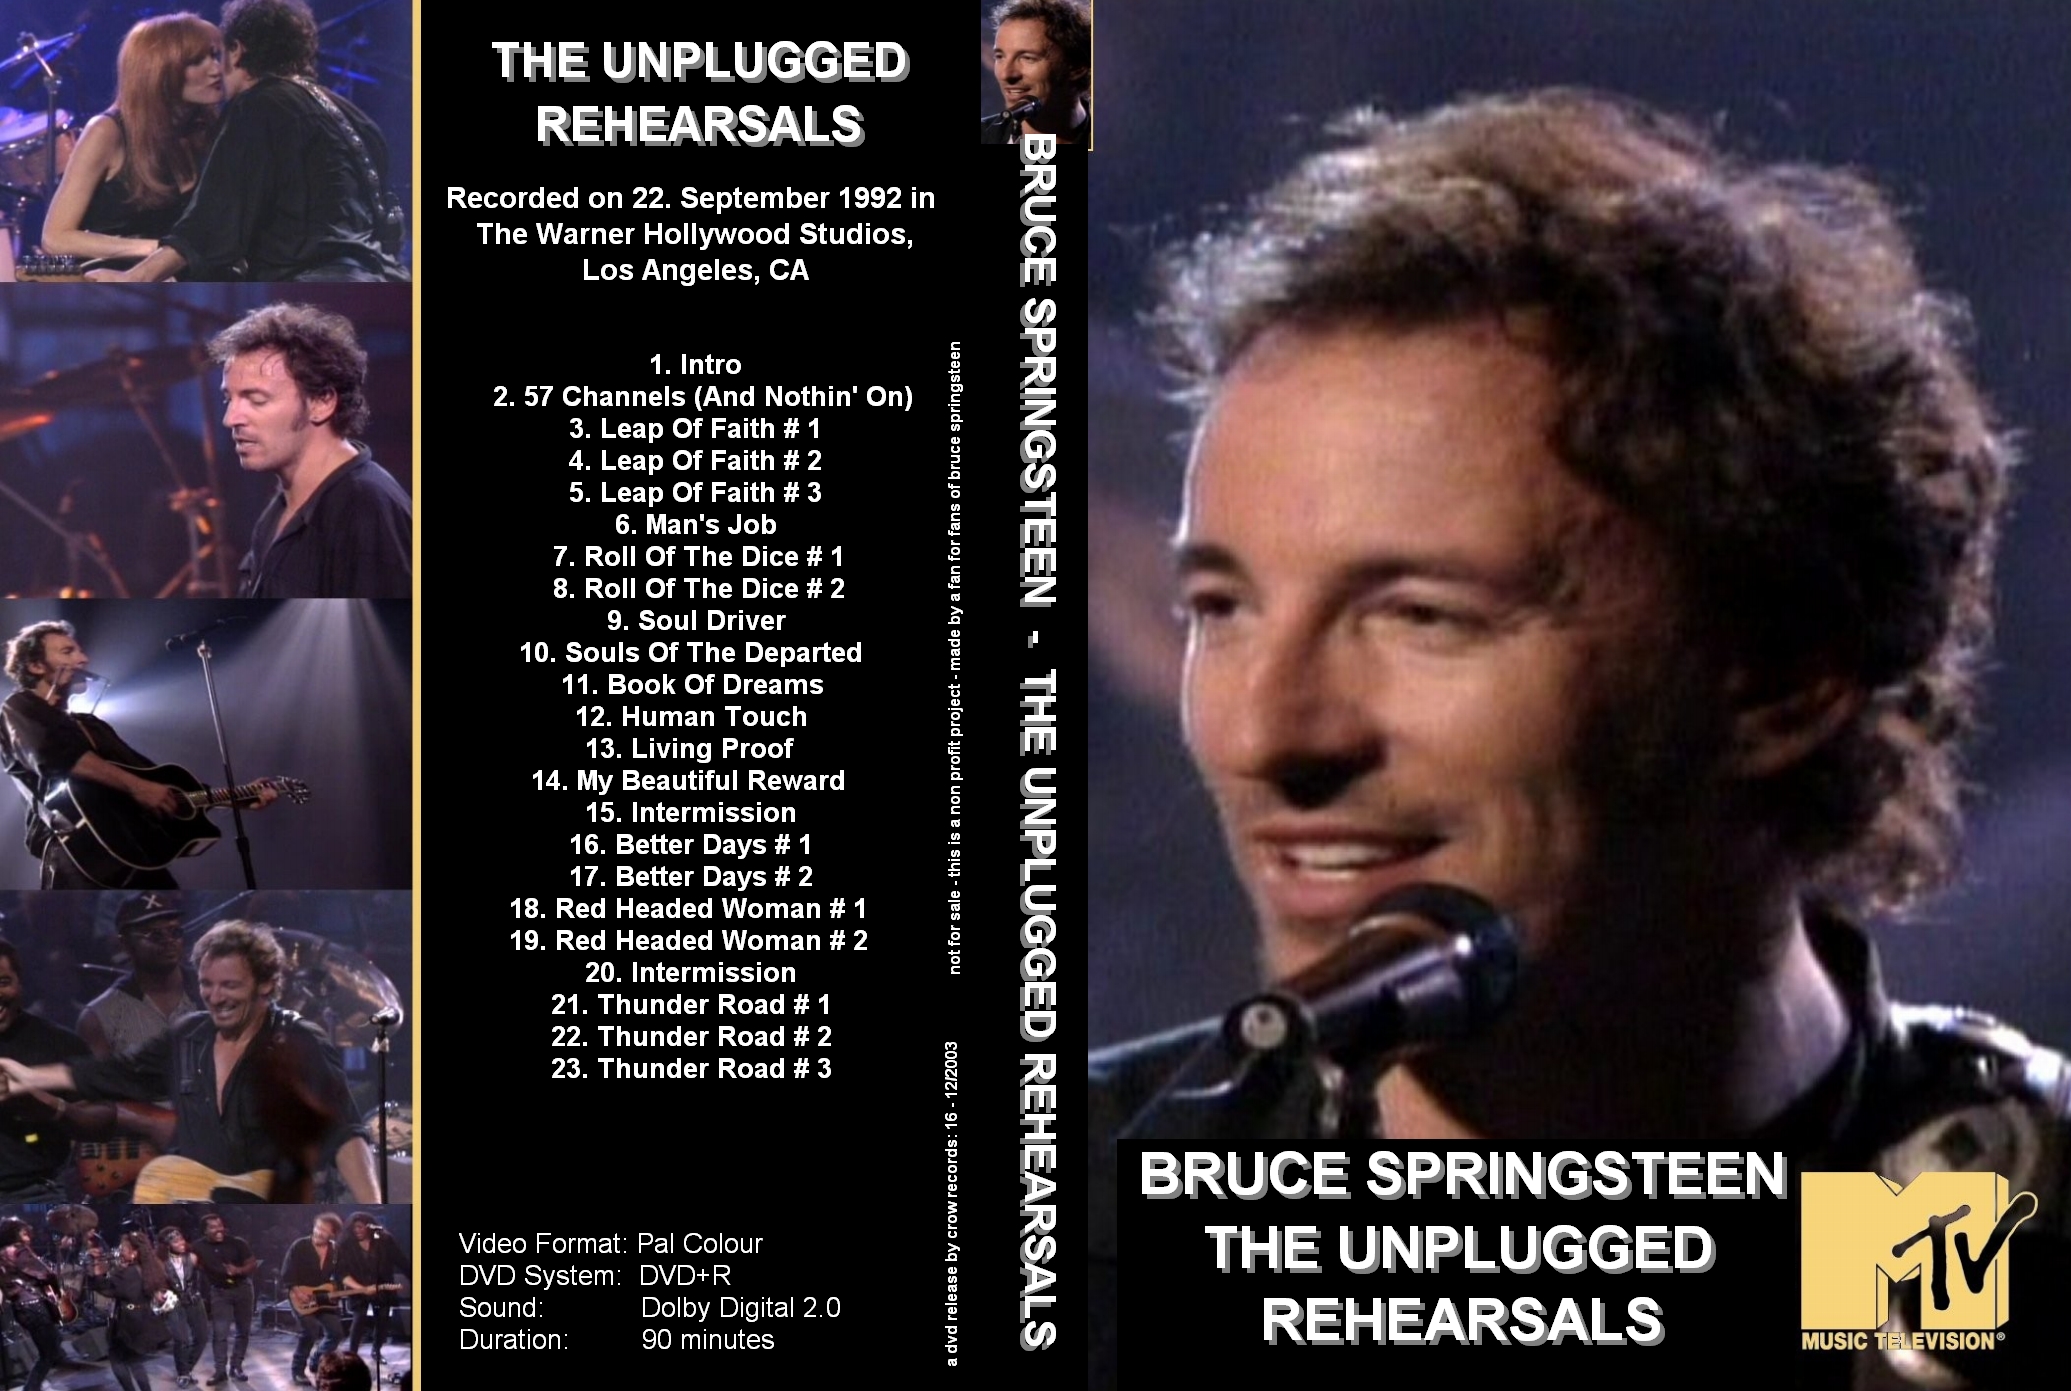 THE UNPLUGGED
REHEARSALS
Recorded on 22. September 1992 in
The Warner Hollywood Studios,
Los Angeles, CA
1. Intro
2. 57 Channels (And Nothin' On)
3. Leap Of Faith # 1
4. Leap Of Faith # 2
5. Leap Of Faith # 3
6. Man's Job
7. Roll Of The Dice # 1
8. Roll Of The Dice # 2
9. Soul Driver
10. Souls Of The Departed
11. Book Of Dreams
12. Human Touch
13. Living Proof
14. My Beautiful Reward
15. Intermission
16. Better Days # 1
17. Better Days # 2
18. Red Headed Woman # 1
19. Red Headed Woman # 2
20. Intermission
21. Thunder Road # 1
22. Thunder Road # 2
23. Thunder Road # 3
Video Format: Pal Colour
DVD System: DVD+R
Sound: Dolby Digital 2.0
Duration: 90 minutes
a dvd release by crow records: 16 - 12/2003 not for sale - this is a non profit project - made by a fan for fans of bruce springsteen
BRUCE SPRINGSTEEN - THE UNPLUGGED REHEARSALS
BRUCE SPRINGSTEEN
THE UNPLUGGED
REHEARSALS
MTV
MUSIC TELEVISION®
X